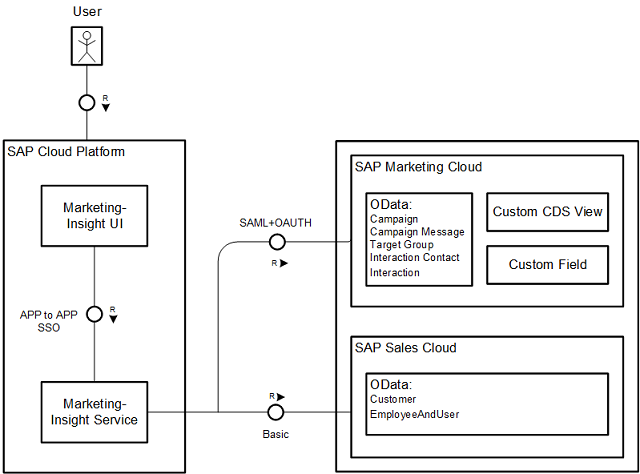 User
R
SAP Cloud Platform
Marketing-
Insight UI
APP to APP
SSO
R
Marketing-
Insight Service
SAML+OAUTH
R
R
Basic
SAP Marketing Cloud
OData:
Campaign
Campaign Message
Target Group
Interaction Contact
Interaction
Custom CDS View
Custom Field
SAP Sales Cloud
OData:
Customer
EmployeeAndUser